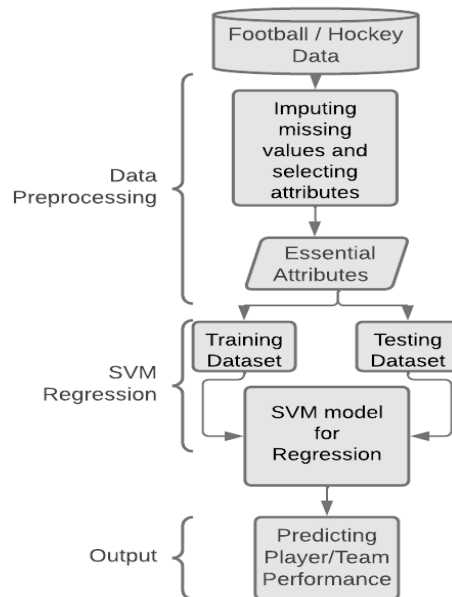 Football / Hockey
Data
Imputing
missing
values and
selecting
attributes
Data
Preprocessing
Essential
Attributes
Training
Dataset
Testing
Dataset
SVM
Regression
SVM model
for
Regression
Output
Predicting
Player/Team
Performance